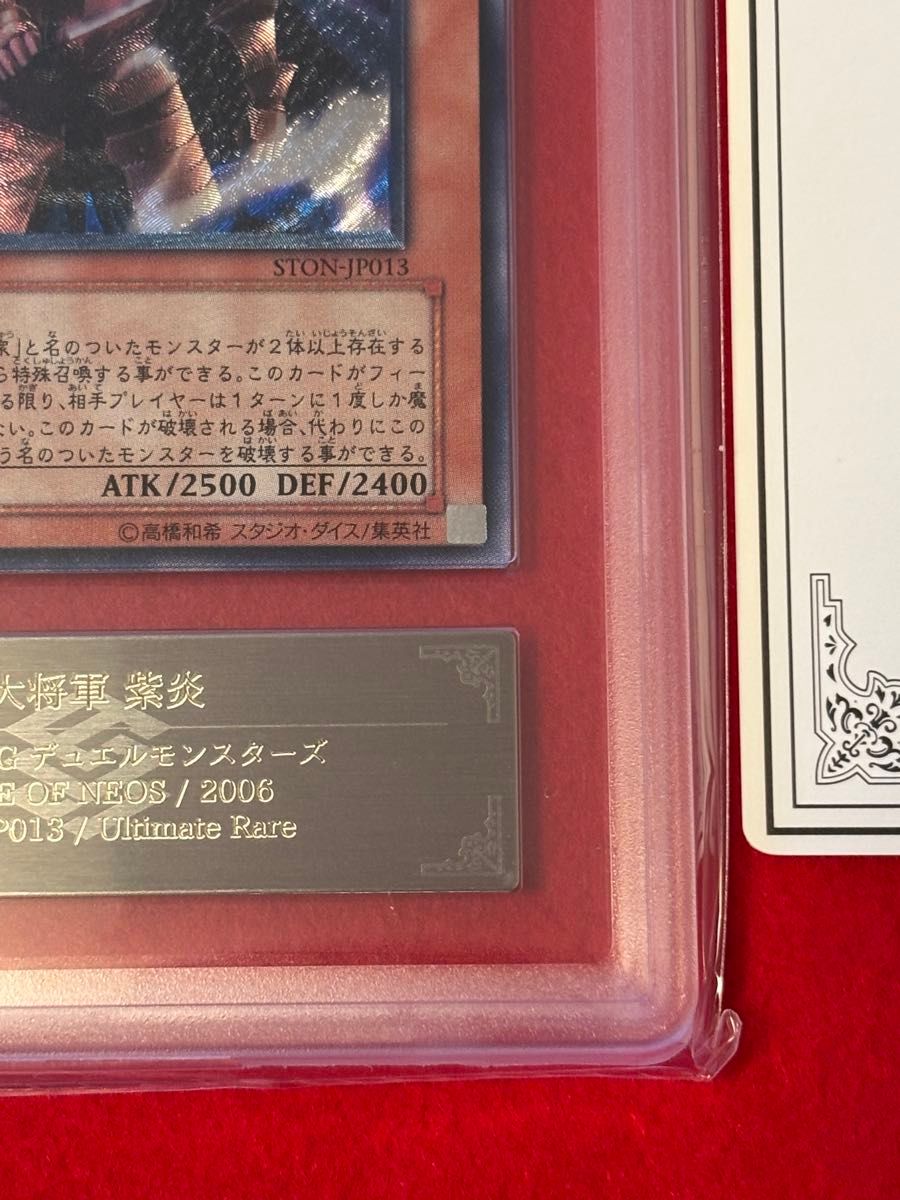 STON-JP013
家」と名のついたモンスターが2体以上存在する
ら特殊召喚する事ができる。このカードがフィー
る限り、相手プレイヤーは1ターンに1度しか魔
ない。このカードが破壊される場合、代わりにこの
う名のついたモンスターを破壊する事ができる。
ATK/2500 DEF/2400
©高橋和希 スタジオ・ダイス/集英社
大将軍 紫炎
G デュエルモンスターズ
E OF NEOS / 2006
P013 / Ultimate Rare